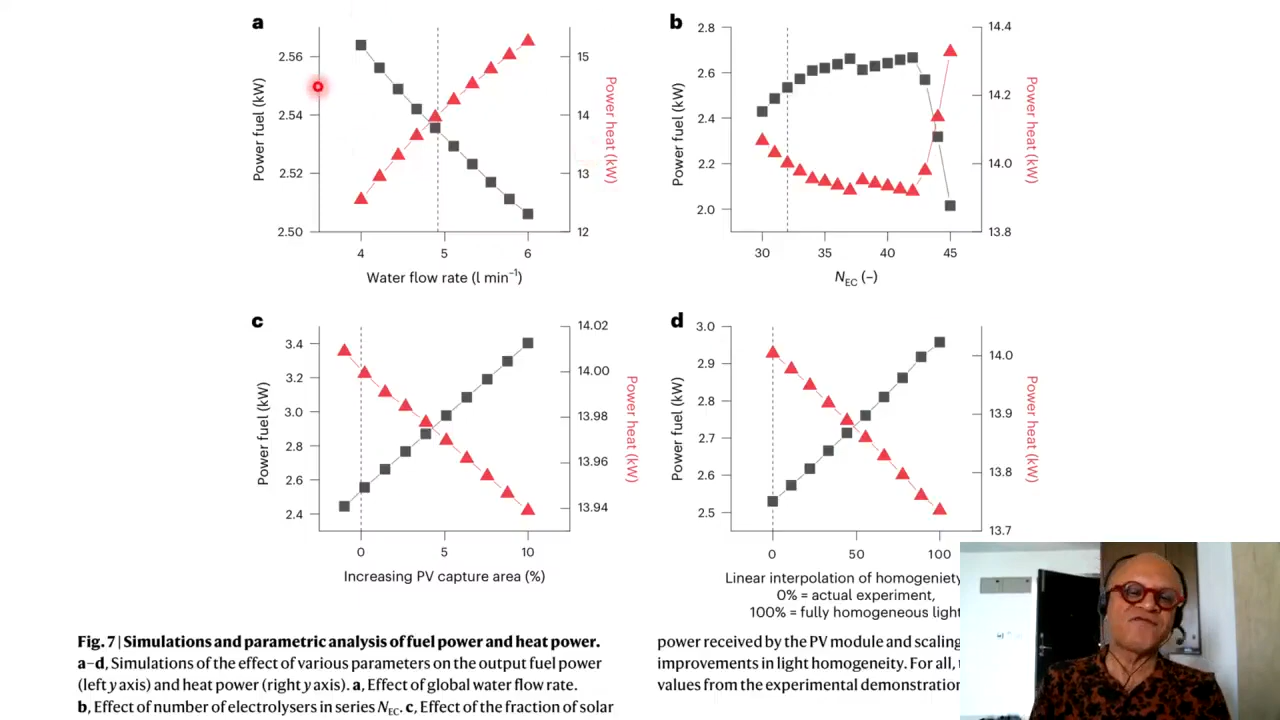 a
2.56
2.54
2.52
2.50
Power fuel (kW)
15
14
13
12
Power heat (kW)
4 5 6
Water flow rate (l min⁻¹)
b
2.8
2.6
2.4
2.2
2.0
Power fuel (kW)
14.4
14.2
14.0
13.8
Power heat (kW)
30 35 40 45
N_EC (–)
c
3.4
3.2
3.0
2.8
2.6
2.4
Power fuel (kW)
14.02
14.00
13.98
13.96
13.94
Power heat (kW)
0 5 10
Increasing PV capture area (%)
d
3.0
2.9
2.8
2.7
2.6
2.5
Power fuel (kW)
14.0
13.9
13.8
13.7
Power heat (kW)
0 50 100
Linear interpolation of homogeniety
0% = actual experiment,
100% = fully homogeneous light
Fig. 7 | Simulations and parametric analysis of fuel power and heat power.
a–d, Simulations of the effect of various parameters on the output fuel power
(left y axis) and heat power (right y axis). a, Effect of global water flow rate.
b, Effect of number of electrolysers in series N_EC. c, Effect of the fraction of solar
power received by the PV module and scaling
improvements in light homogeneity. For all,
values from the experimental demonstration